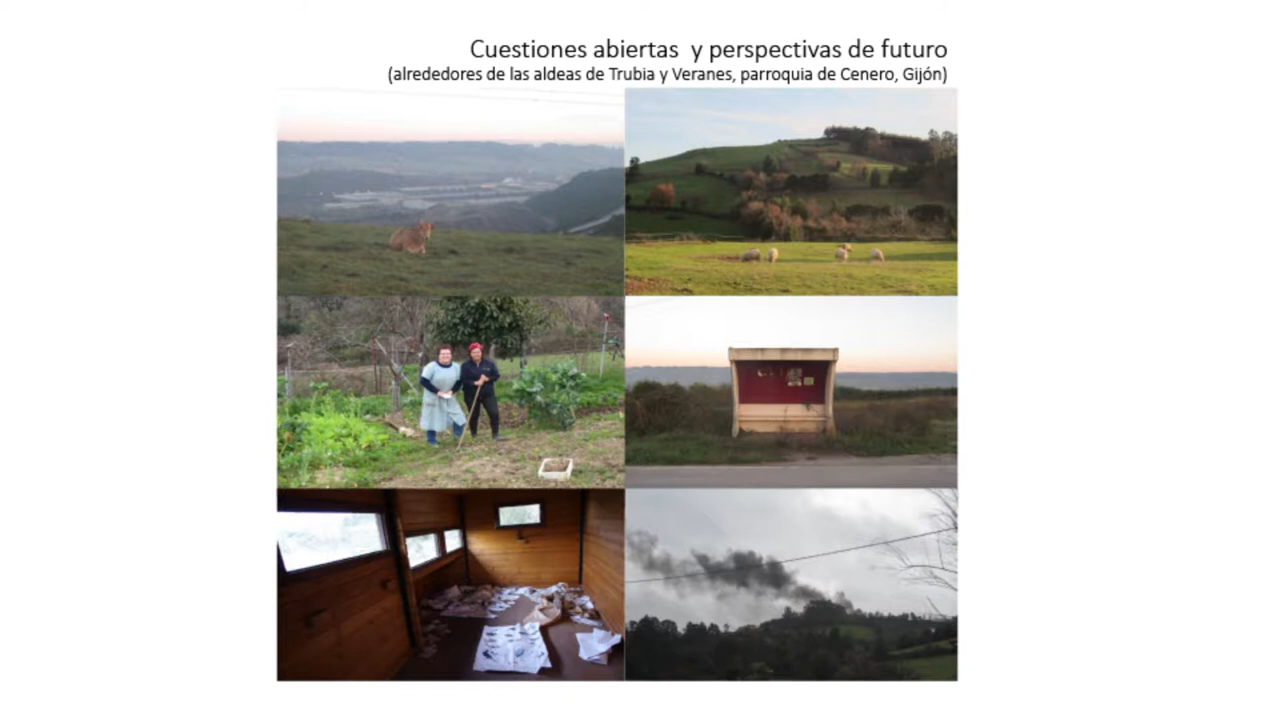 Cuestiones abiertas  y perspectivas de futuro
(alrededores de las aldeas de Trubia y Veranes, parroquia de Cenero, Gijón)